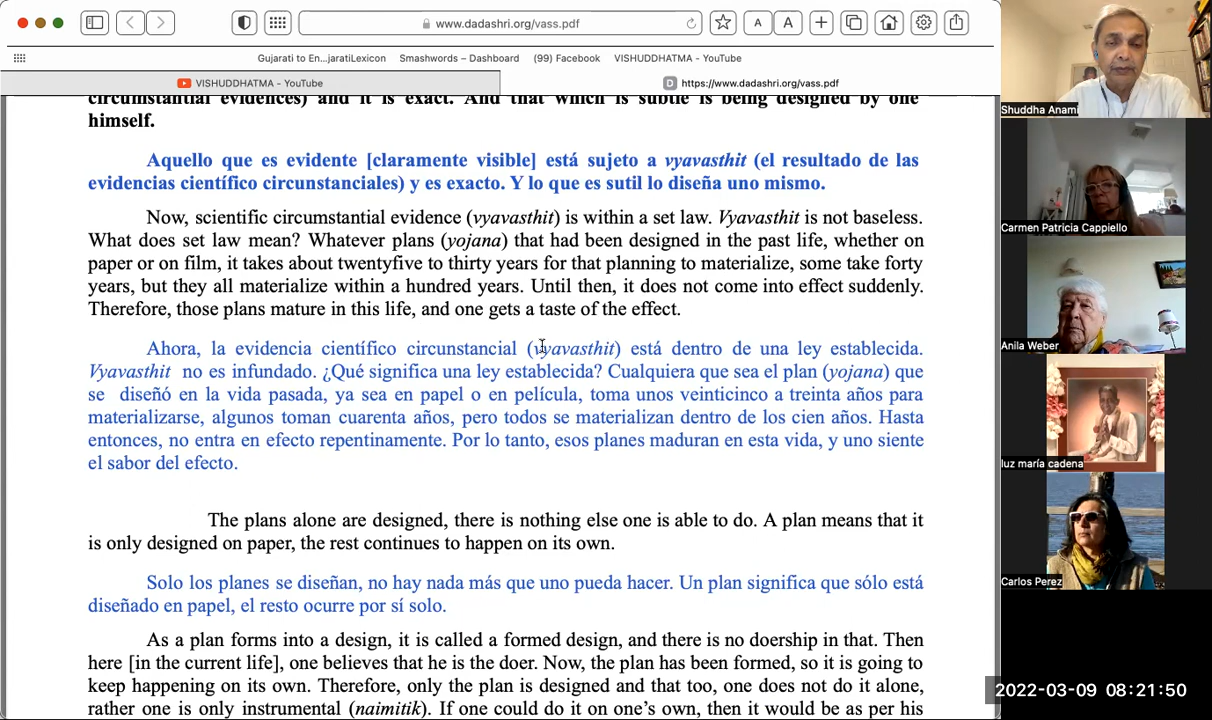 www.dadashri.org/vass.pdf
A A
Gujarati to En...jaratiLexicon Smashwords – Dashboard (99) Facebook VISHUDDHATMA - YouTube
VISHUDDHATMA - YouTube
D https://www.dadashri.org/vass.pdf
circumstantial evidences) and it is exact. And that which is subtle is being designed by one
himself.
Aquello que es evidente [claramente visible] está sujeto a vyavasthit (el resultado de las
evidencias científico circunstanciales) y es exacto. Y lo que es sutil lo diseña uno mismo.
Now, scientific circumstantial evidence (vyavasthit) is within a set law. Vyavasthit is not baseless.
What does set law mean? Whatever plans (yojana) that had been designed in the past life, whether on
paper or on film, it takes about twentyfive to thirty years for that planning to materialize, some take forty
years, but they all materialize within a hundred years. Until then, it does not come into effect suddenly.
Therefore, those plans mature in this life, and one gets a taste of the effect.
Ahora, la evidencia científico circunstancial (vyavasthit) está dentro de una ley establecida.
Vyavasthit no es infundado. ¿Qué significa una ley establecida? Cualquiera que sea el plan (yojana) que
se diseñó en la vida pasada, ya sea en papel o en película, toma unos veinticinco a treinta años para
materializarse, algunos toman cuarenta años, pero todos se materializan dentro de los cien años. Hasta
entonces, no entra en efecto repentinamente. Por lo tanto, esos planes maduran en esta vida, y uno siente
el sabor del efecto.
The plans alone are designed, there is nothing else one is able to do. A plan means that it
is only designed on paper, the rest continues to happen on its own.
Solo los planes se diseñan, no hay nada más que uno pueda hacer. Un plan significa que sólo está
diseñado en papel, el resto ocurre por sí solo.
As a plan forms into a design, it is called a formed design, and there is no doership in that. Then
here [in the current life], one believes that he is the doer. Now, the plan has been formed, so it is going to
keep happening on its own. Therefore, only the plan is designed and that too, one does not do it alone,
rather one is only instrumental (naimitik). If one could do it on one's own, then it would be as per his
Shuddha Anami
Carmen Patricia Cappiello
Anila Weber
luz maría cadena
Carlos Perez
2022-03-09 08:21:50